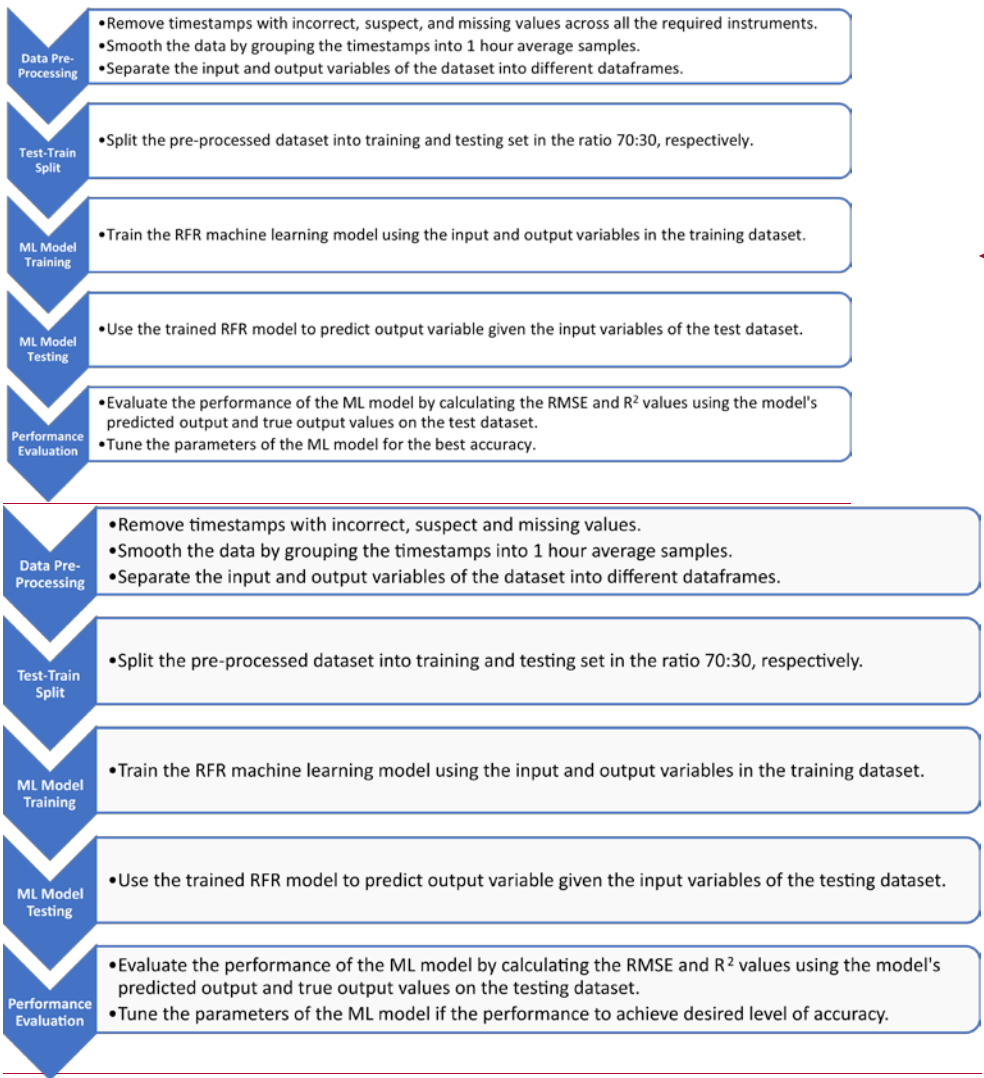 Data Pre-
Processing
•Remove timestamps with incorrect, suspect, and missing values across all the required instruments.
•Smooth the data by grouping the timestamps into 1 hour average samples.
•Separate the input and output variables of the dataset into different dataframes.
Test-Train
Split
•Split the pre-processed dataset into training and testing set in the ratio 70:30, respectively.
ML Model
Training
•Train the RFR machine learning model using the input and output variables in the training dataset.
ML Model
Testing
•Use the trained RFR model to predict output variable given the input variables of the test dataset.
Performance
Evaluation
•Evaluate the performance of the ML model by calculating the RMSE and R² values using the model's
predicted output and true output values on the test dataset.
•Tune the parameters of the ML model for the best accuracy.
Data Pre-
Processing
•Remove timestamps with incorrect, suspect and missing values.
•Smooth the data by grouping the timestamps into 1 hour average samples.
•Separate the input and output variables of the dataset into different dataframes.
Test-Train
Split
•Split the pre-processed dataset into training and testing set in the ratio 70:30, respectively.
ML Model
Training
•Train the RFR machine learning model using the input and output variables in the training dataset.
ML Model
Testing
•Use the trained RFR model to predict output variable given the input variables of the testing dataset.
Performance
Evaluation
•Evaluate the performance of the ML model by calculating the RMSE and R² values using the model's
predicted output and true output values on the testing dataset.
•Tune the parameters of the ML model if the performance to achieve desired level of accuracy.